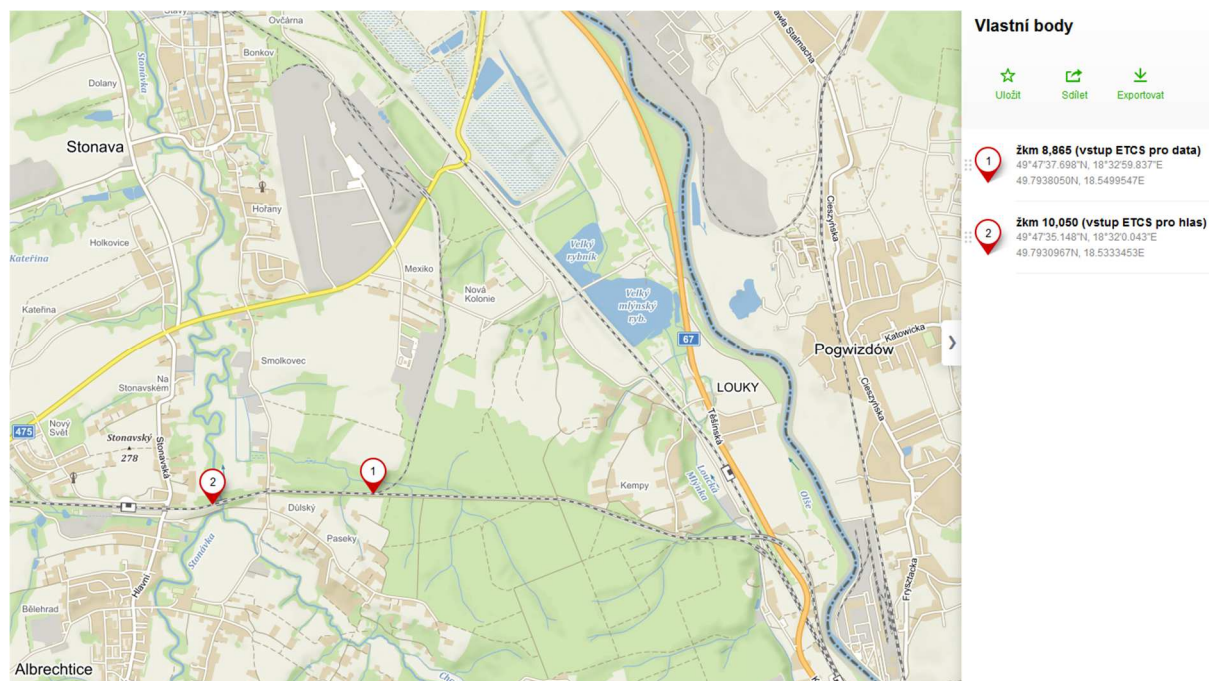 Vlastní body
Uložit
Sdílet
Exportovat
1
žkm 8,865 (vstup ETCS pro data)
49°47'37.698"N, 18°32'59.837"E
49.7938050N, 18.5499547E
2
žkm 10,050 (vstup ETCS pro hlas)
49°47'35.148"N, 18°32'0.043"E
49.7930967N, 18.5333453E
Ovčárna
Bonkov
Dolany
Stonávka
Stonava
Hořany
Holkovice
Kateřina
Mexiko
Nová
Kolonie
Velký
rybník
Velký
mlýnský
ryb.
Cieszyńska
Kateřina
67
Katowicka
Pogwizdów
Smolkovec
Na
Stonavském
LOUKY
Cieszyńska
Těšínská
475
Nový
Svět
Stonavský
278
Stonavská
2
1
Kempy
Loucká
Mlýnka
Olše
Důlský
Paseky
Stonávka
Hlavní
Frysztacka
Bělehrad
Albrechtice